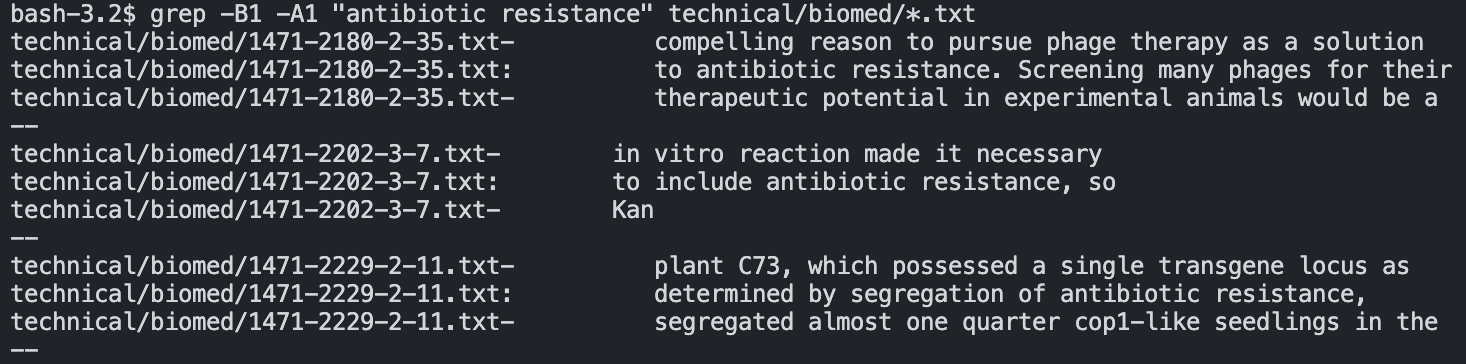 bash-3.2$ grep -B1 -A1 "antibiotic resistance" technical/biomed/*.txt
technical/biomed/1471-2180-2-35.txt-          compelling reason to pursue phage therapy as a solution
technical/biomed/1471-2180-2-35.txt:          to antibiotic resistance. Screening many phages for their
technical/biomed/1471-2180-2-35.txt-          therapeutic potential in experimental animals would be a
--
technical/biomed/1471-2202-3-7.txt-        in vitro reaction made it necessary
technical/biomed/1471-2202-3-7.txt:        to include antibiotic resistance, so
technical/biomed/1471-2202-3-7.txt-        Kan
--
technical/biomed/1471-2229-2-11.txt-          plant C73, which possessed a single transgene locus as
technical/biomed/1471-2229-2-11.txt:          determined by segregation of antibiotic resistance,
technical/biomed/1471-2229-2-11.txt-          segregated almost one quarter cop1-like seedlings in the
--